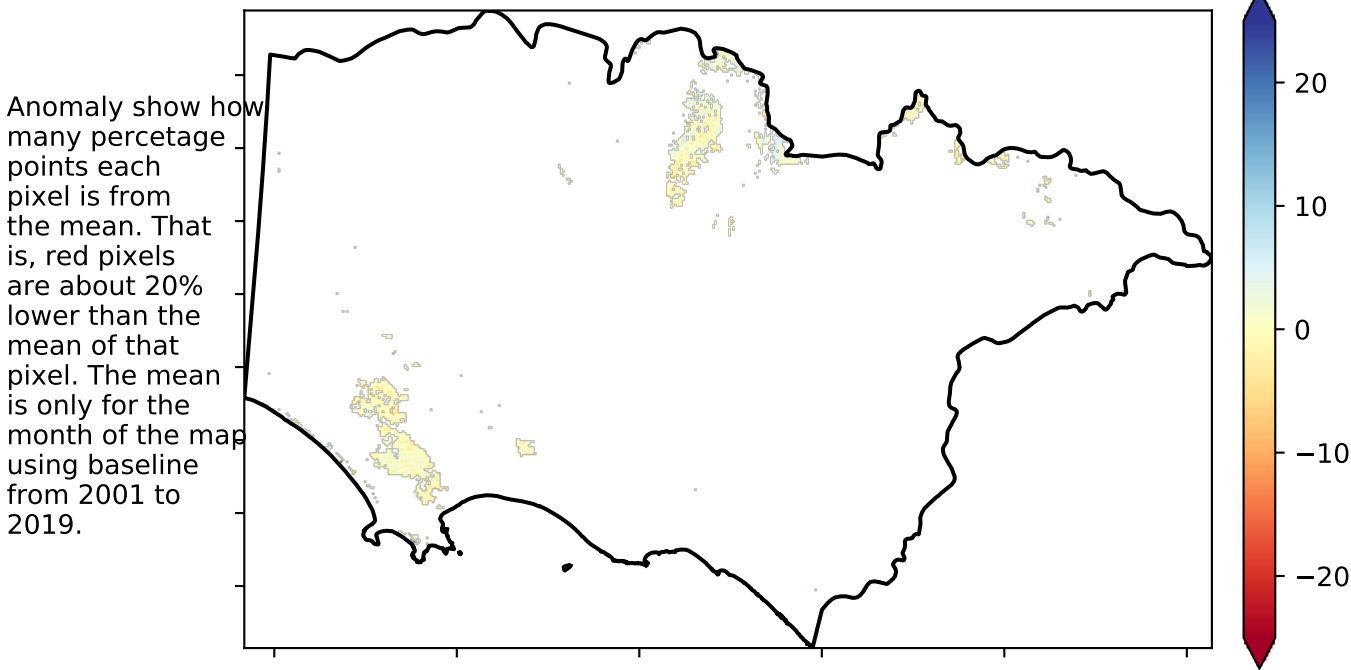 Anomaly show how
many percetage
points each
pixel is from
the mean. That
is, red pixels
are about 20%
lower than the
mean of that
pixel. The mean
is only for the
month of the map
using baseline
from 2001 to
2019.
20
10
0
−10
−20